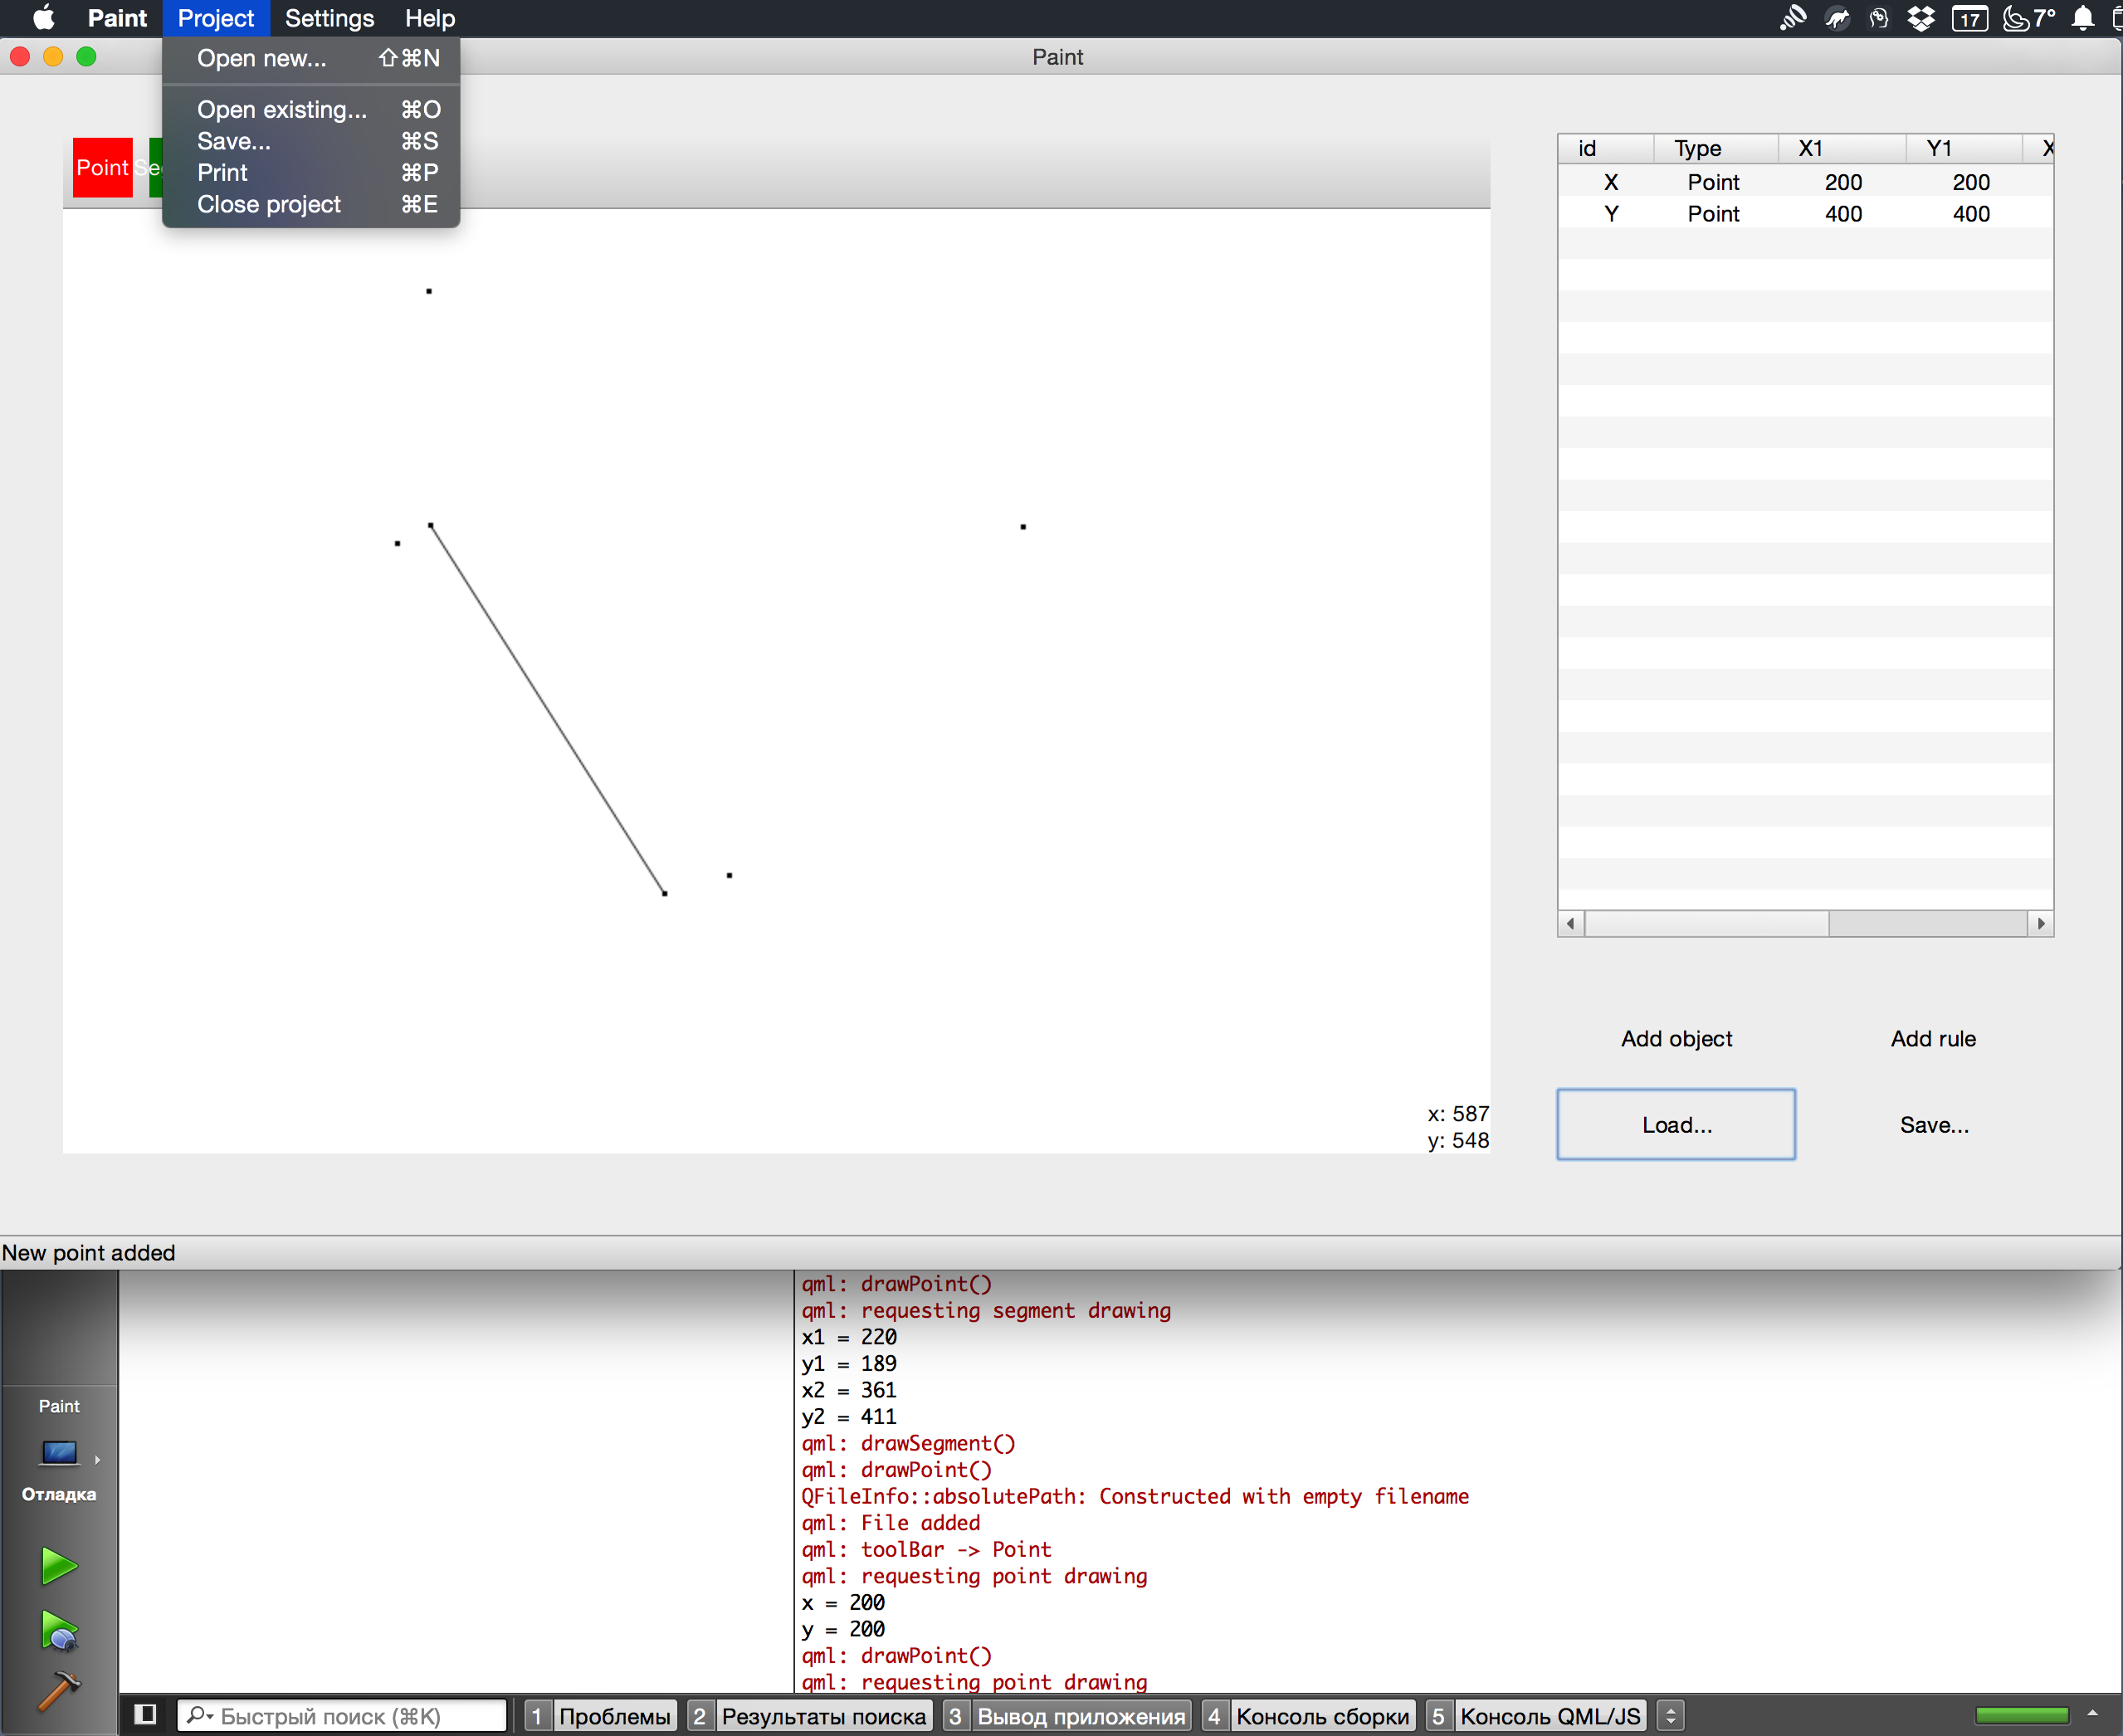 Paint Project Settings Help 17 7°
Paint
Open new... ⇧⌘N
Open existing... ⌘O
Save... ⌘S
Print ⌘P
Close project ⌘E
Point Se
id Type X1 Y1 X
X Point 200 200
Y Point 400 400
x: 587
y: 548
Add object Add rule
Load... Save...
New point added
qml: drawPoint()
qml: requesting segment drawing
x1 = 220
y1 = 189
x2 = 361
y2 = 411
qml: drawSegment()
qml: drawPoint()
QFileInfo::absolutePath: Constructed with empty filename
qml: File added
qml: toolBar -> Point
qml: requesting point drawing
x = 200
y = 200
qml: drawPoint()
qml: requesting point drawing
Paint
Отладка
Быстрый поиск (⌘K) 1 Проблемы 2 Результаты поиска 3 Вывод приложения 4 Консоль сборки 5 Консоль QML/JS